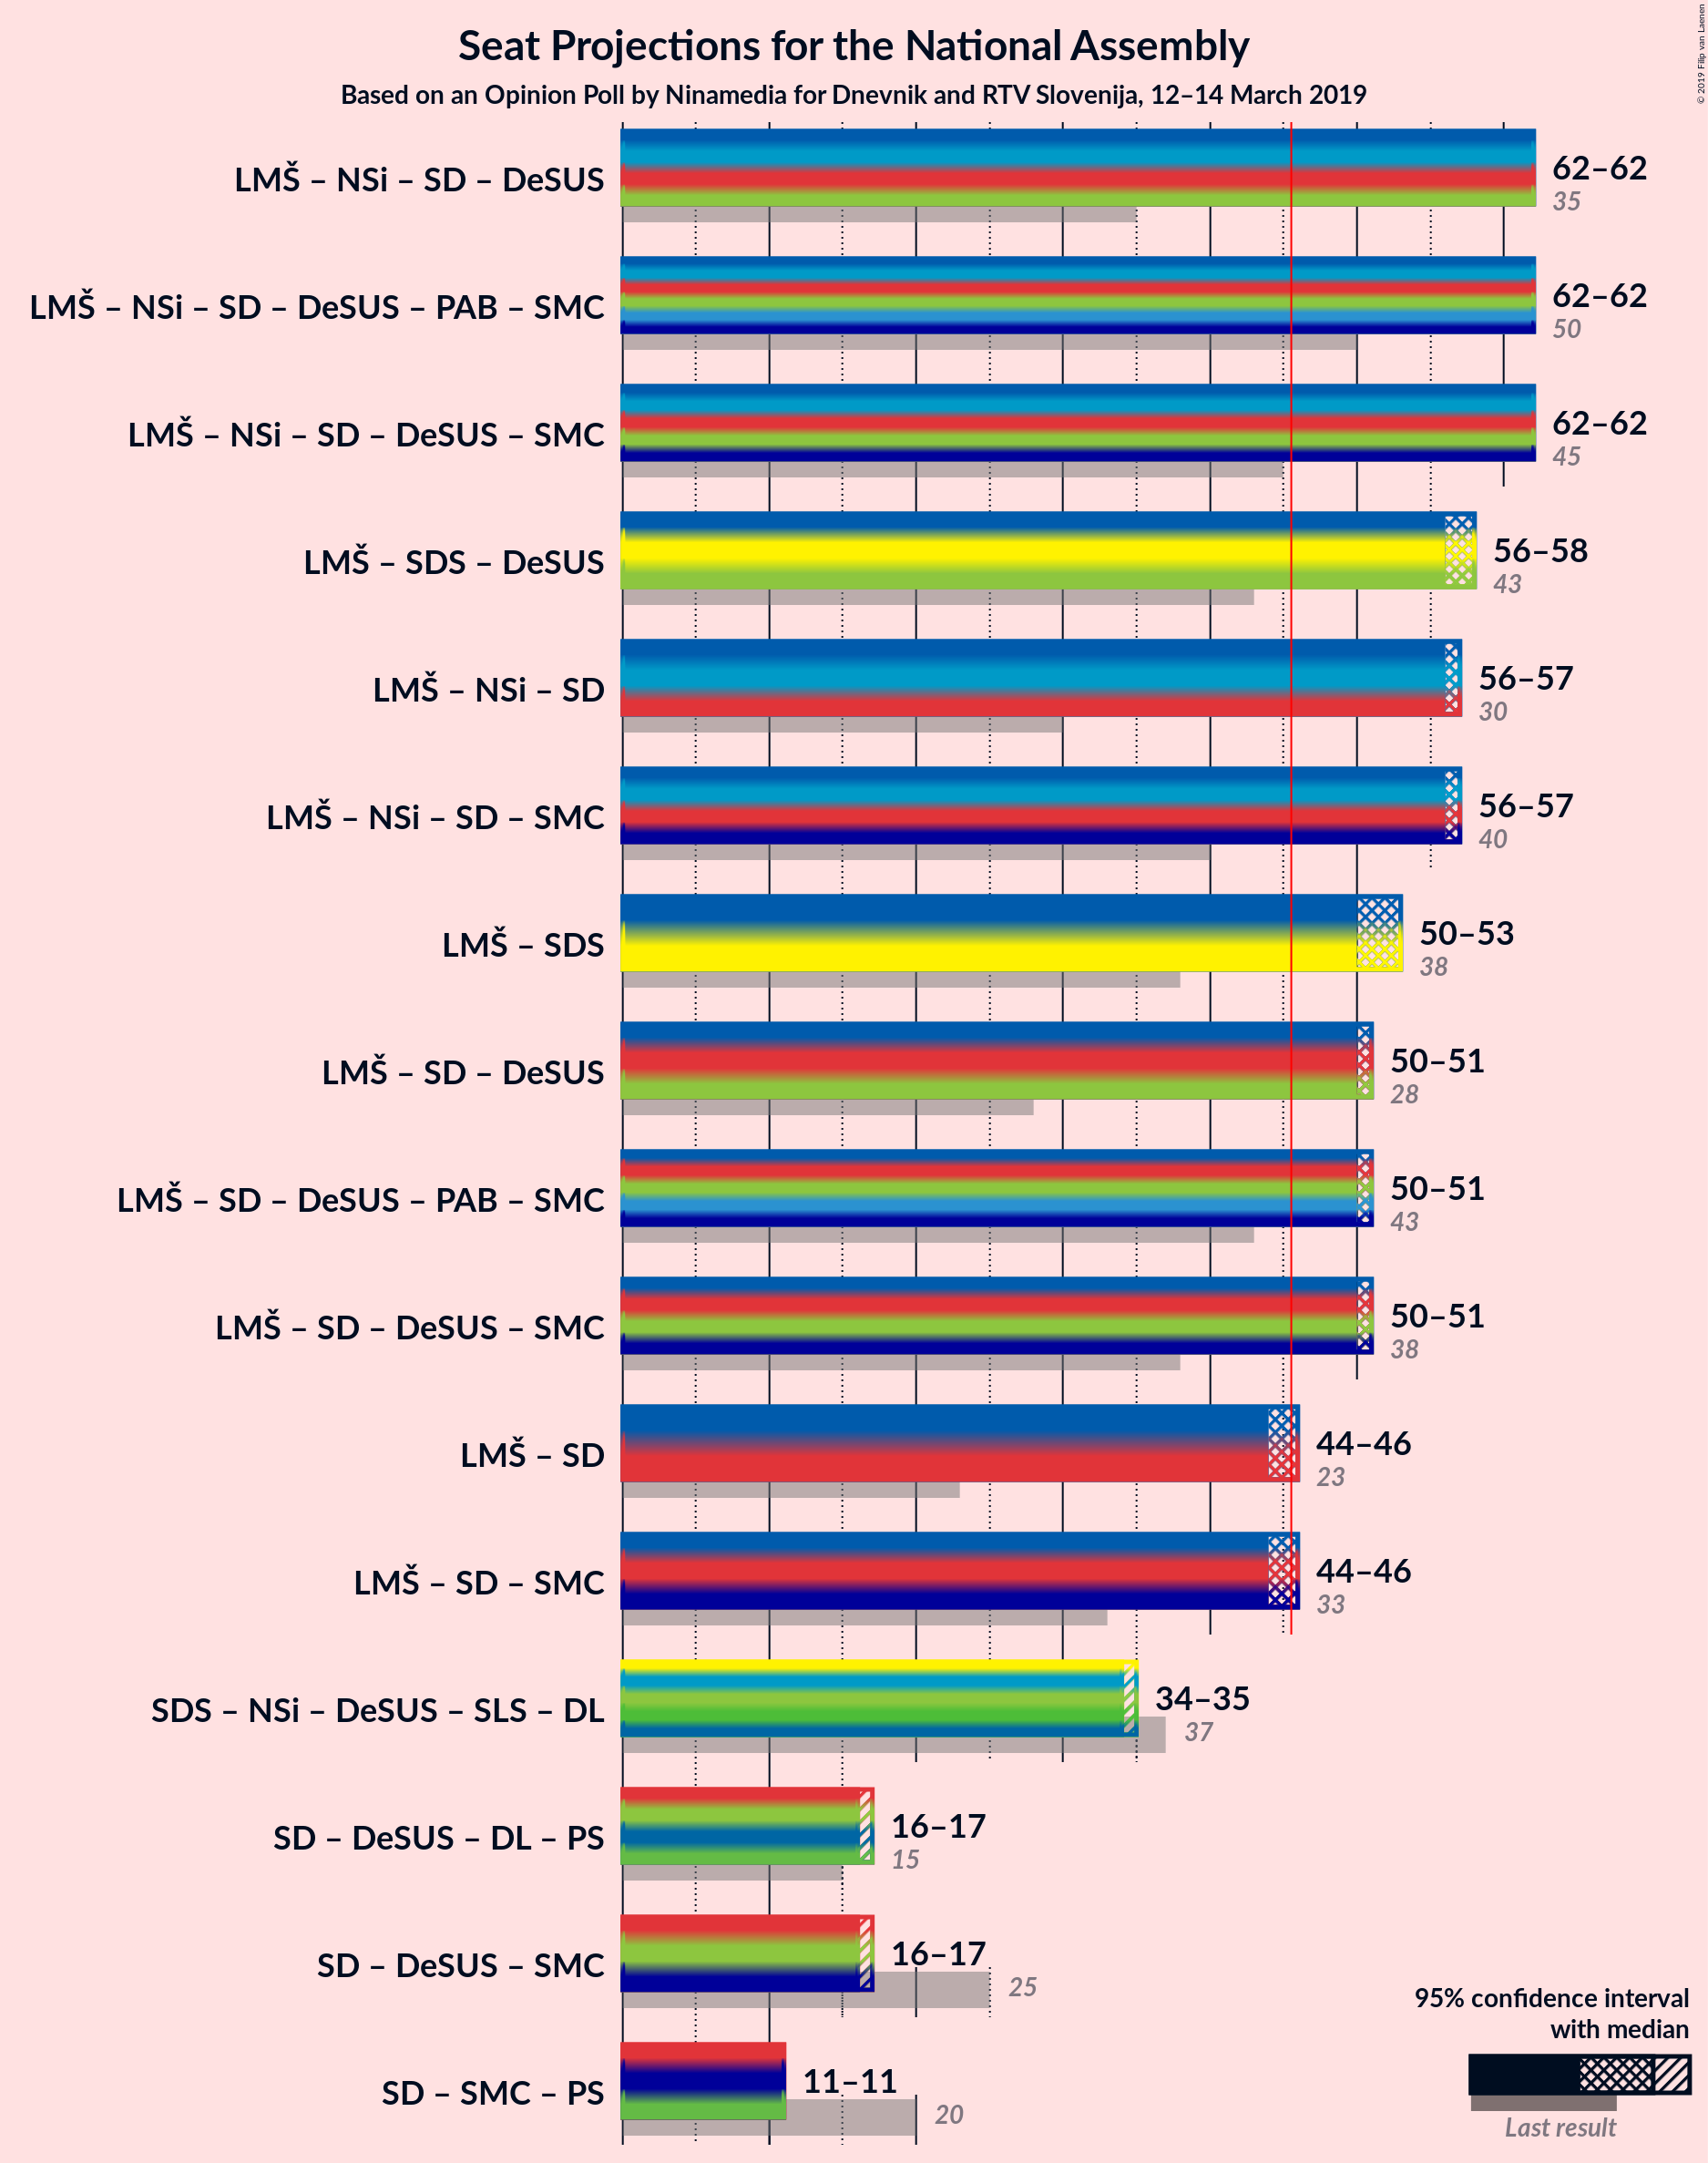 Seat Projections for the National Assembly
Based on an Opinion Poll by Ninamedia for Dnevnik and RTV Slovenija, 12–14 March 2019
© 2019 Filip van Laenen
LMŠ – NSi – SD – DeSUS
62–62
35
LMŠ – NSi – SD – DeSUS – PAB – SMC
62–62
50
LMŠ – NSi – SD – DeSUS – SMC
62–62
45
LMŠ – SDS – DeSUS
56–58
43
LMŠ – NSi – SD
56–57
30
LMŠ – NSi – SD – SMC
56–57
40
LMŠ – SDS
50–53
38
LMŠ – SD – DeSUS
50–51
28
LMŠ – SD – DeSUS – PAB – SMC
50–51
43
LMŠ – SD – DeSUS – SMC
50–51
38
LMŠ – SD
44–46
23
LMŠ – SD – SMC
44–46
33
SDS – NSi – DeSUS – SLS – DL
34–35
37
SD – DeSUS – DL – PS
16–17
15
SD – DeSUS – SMC
16–17
25
SD – SMC – PS
11–11
20
95% confidence interval
with median
Last result